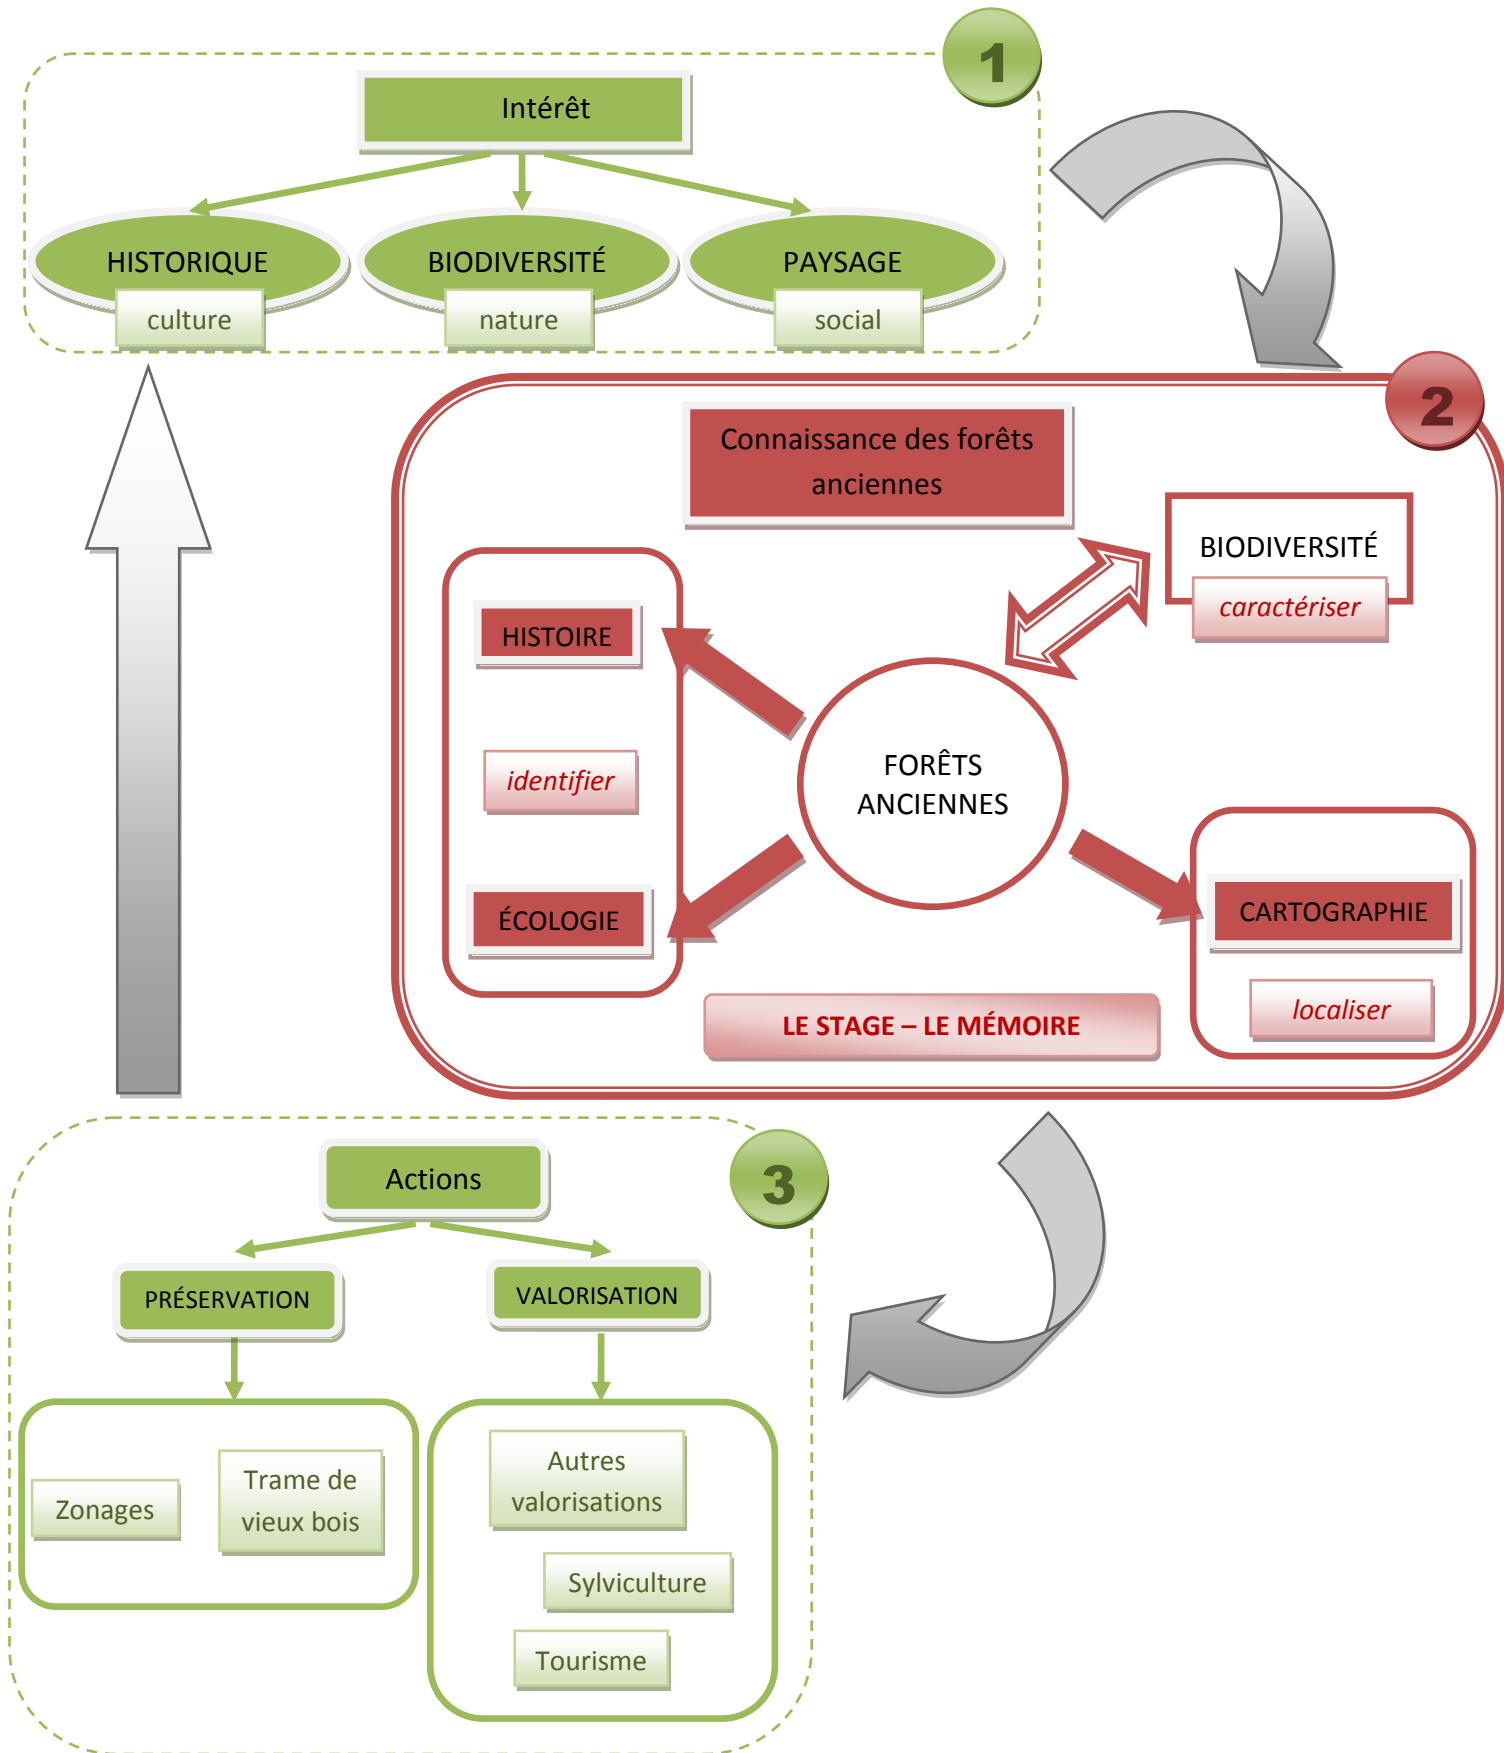 1
Intérêt
HISTORIQUE
BIODIVERSITÉ
PAYSAGE
culture
nature
social
2
Connaissance des forêts
anciennes
BIODIVERSITÉ
caractériser
HISTOIRE
identifier
FORÊTS
ANCIENNES
ÉCOLOGIE
CARTOGRAPHIE
localiser
LE STAGE – LE MÉMOIRE
3
Actions
PRÉSERVATION
VALORISATION
Zonages
Trame de
vieux bois
Autres
valorisations
Sylviculture
Tourisme